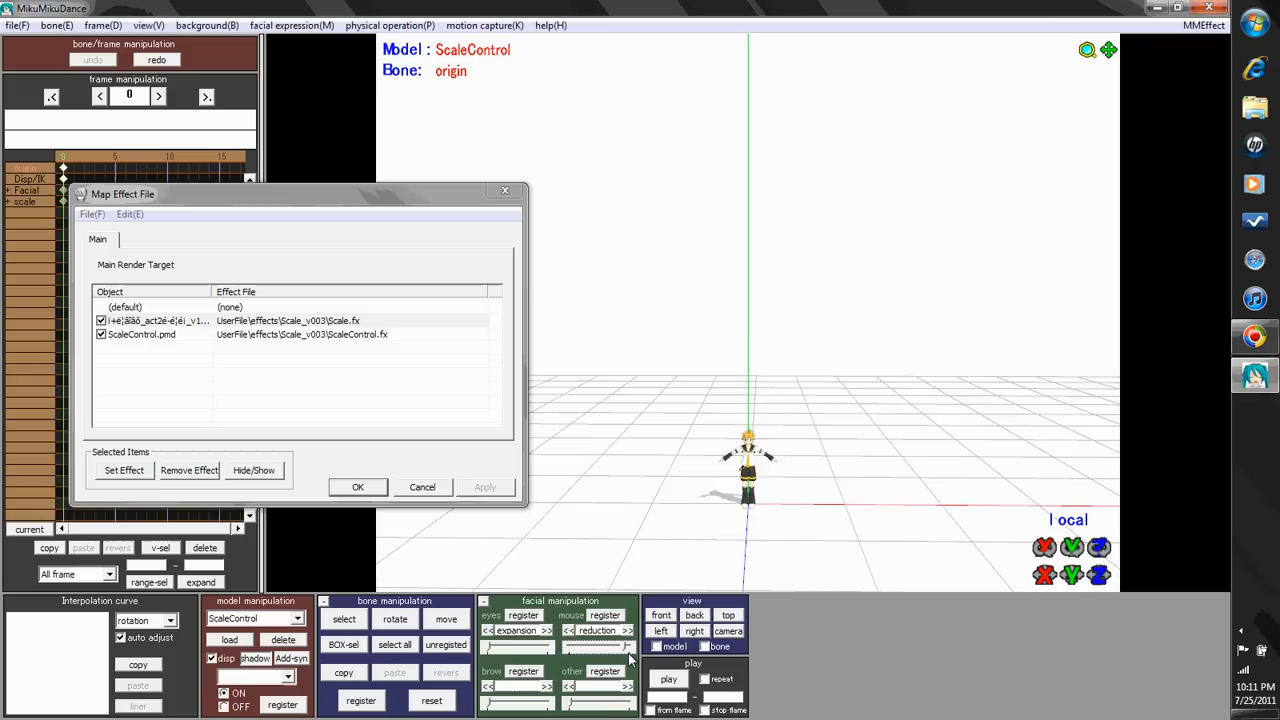 MikuMikuDance
file(F) bone(E) frame(D) view(V) background(B) facial expression(M) physical operation(P) motion capture(K) help(H) MMEffect
bone/frame manipulation
undo redo
frame manipulation
.< < 0 > >.
0 5 10 15
origin
Disp/IK
+ Facial
+ scale
Model : ScaleControl
Bone: origin
Map Effect File
File(F) Edit(E)
Main
Main Render Target
Object Effect File
(default) (none)
UserFile\effects\Scale_v003\Scale.fx
ScaleControl.pmd UserFile\effects\Scale_v003\ScaleControl.fx
Selected Items
Set Effect Remove Effect Hide/Show
OK Cancel Apply
local
X Y Z
X Y Z
current < >
copy paste revers v-sel delete
All frame -
range-sel expand
Interpolation curve
rotation
auto adjust
copy
paste
liner
model manipulation
ScaleControl
load delete
disp shadow Add-syn
ON
OFF register
- bone manipulation
select rotate move
BOX-sel select all unregisted
copy paste revers
register reset
- facial manipulation
eyes register mouse register
<< expansion >> << reduction >>
brow register other register
<< >> << >>
view
front back top
left right camera
model bone
play
play repeat
-
from flame stop flame
10:11 PM
7/25/2011